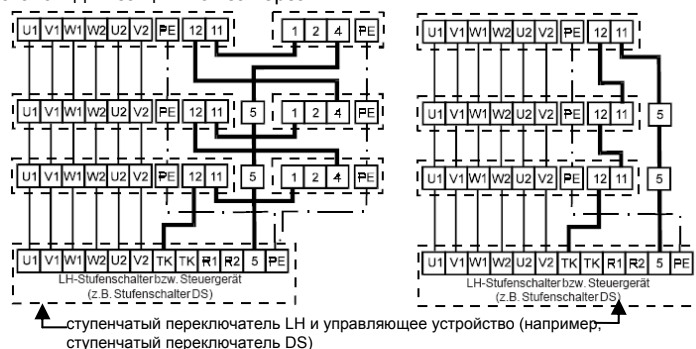 U1 V1 W1 W2 U2 V2 PE 12 11 1 2 4 PE
U1 V1 W1 W2 U2 V2 PE 12 11
U1 V1 W1 W2 U2 V2 PE 12 11 5 1 2 4 PE
U1 V1 W1 W2 U2 V2 PE 12 11 5
U1 V1 W1 W2 U2 V2 PE 12 11 5 1 2 4 PE
U1 V1 W1 W2 U2 V2 PE 12 11 5
U1 V1 W1 W2 U2 V2 TK TK R1 R2 5 PE
LH-Stufenschalter bzw. Steuergerät
(z.B. Stufenschalter DS)
U1 V1 W1 W2 U2 V2 TK TK R1 R2 5 PE
LH-Stufenschalter bzw. Steuergerät
(z.B. Stufenschalter DS)
ступенчатый переключатель LH и управляющее устройство (например,
ступенчатый переключатель DS)